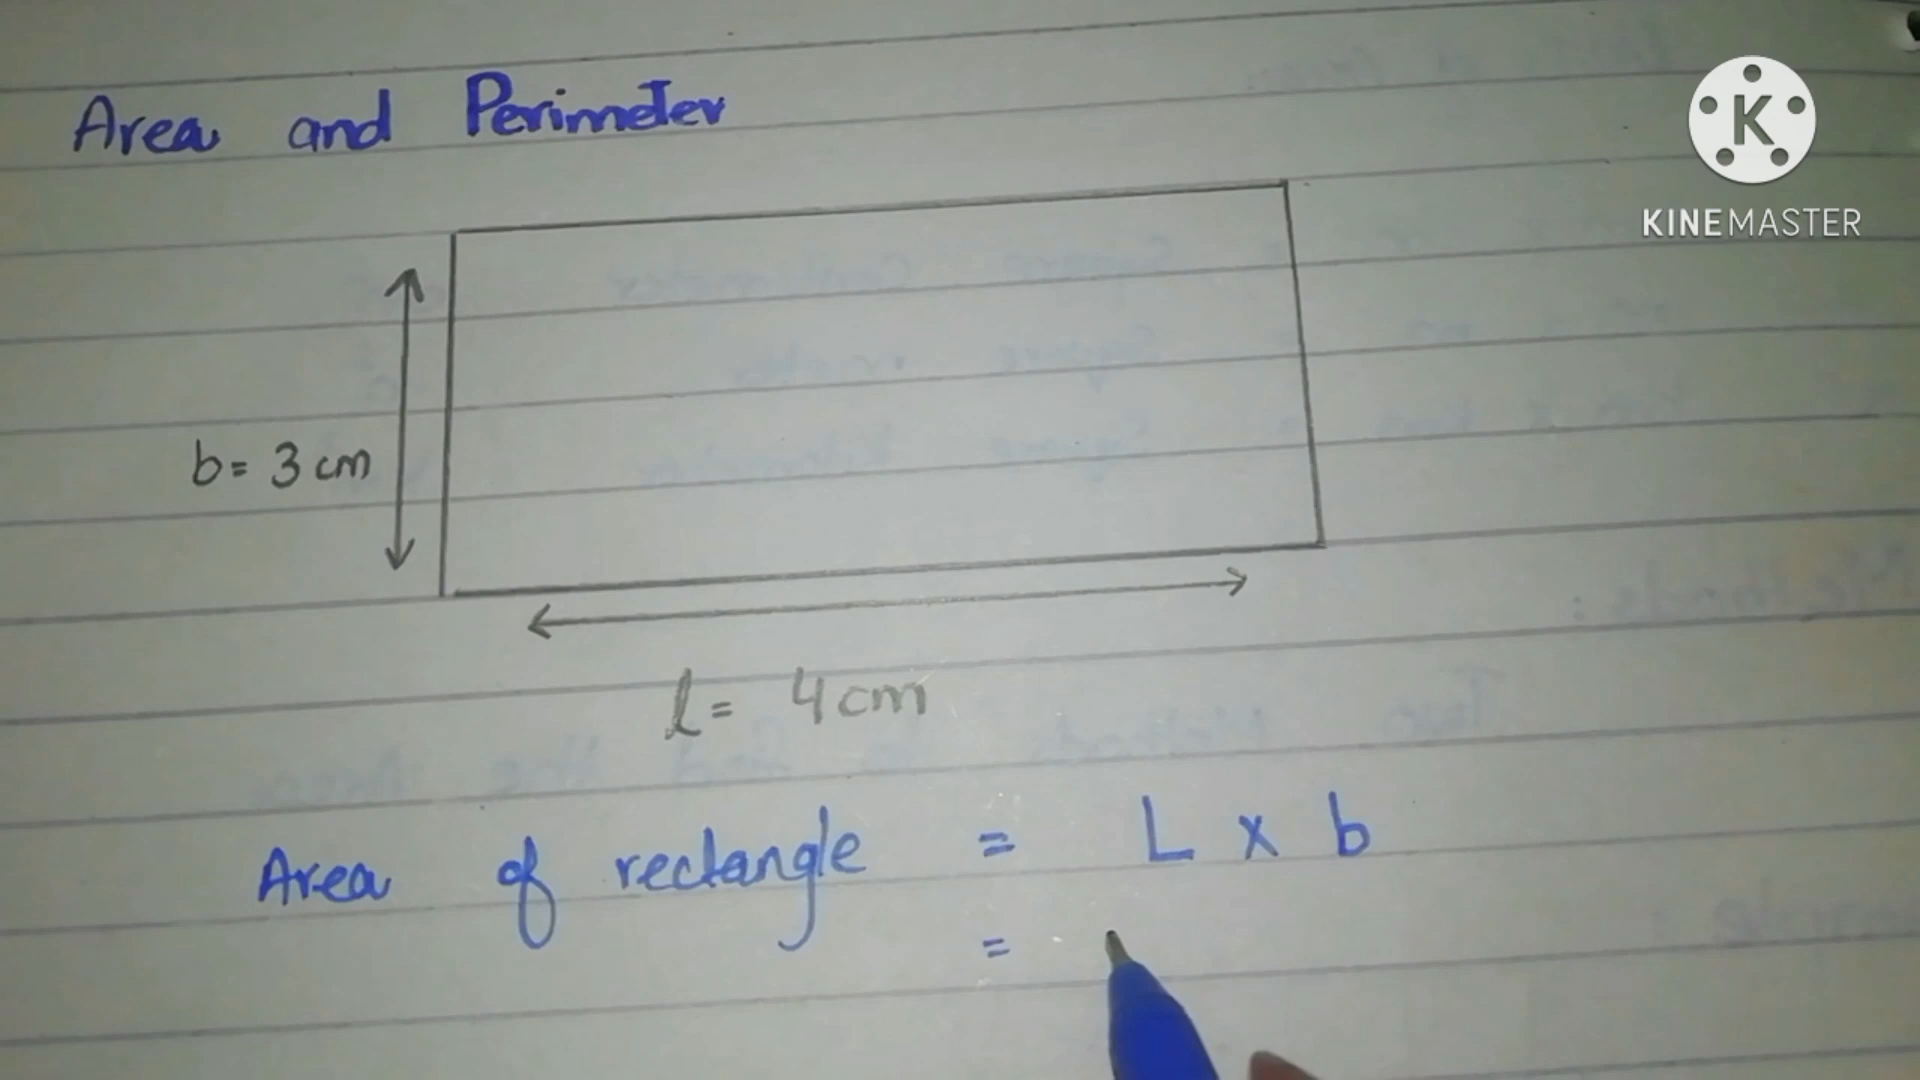 Area and Perimeter
K
KINEMASTER
b= 3 cm
l= 4 cm
Area of rectangle = L x b
=